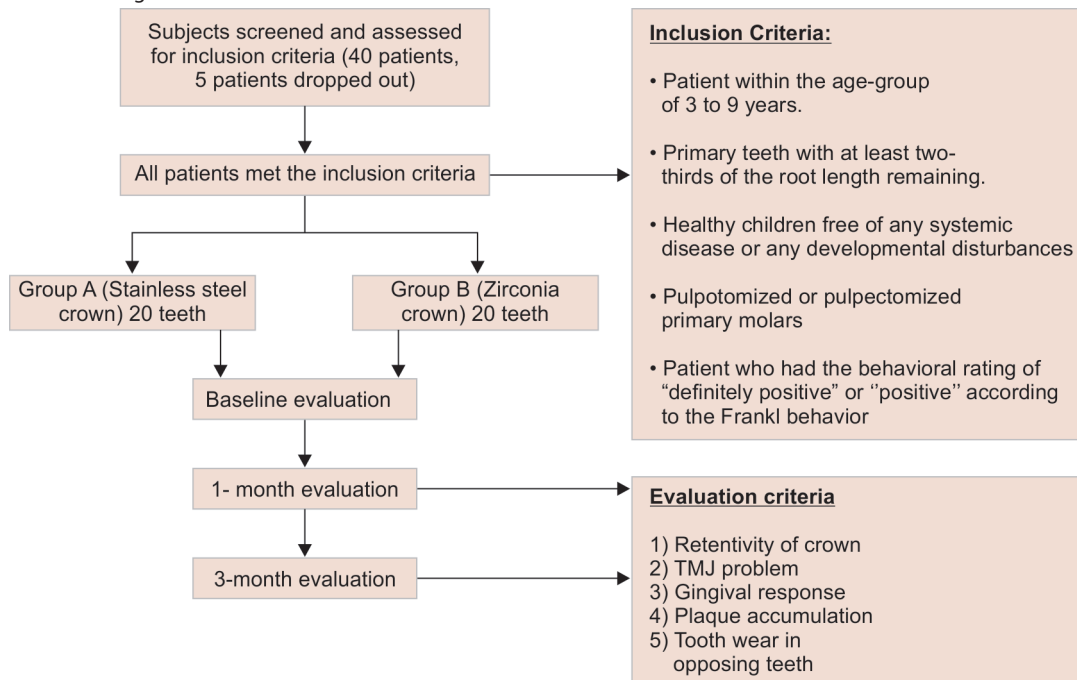 Subjects screened and assessed
for inclusion criteria (40 patients,
5 patients dropped out)
All patients met the inclusion criteria
Group A (Stainless steel
crown) 20 teeth
Group B (Zirconia
crown) 20 teeth
Baseline evaluation
1- month evaluation
3-month evaluation
Inclusion Criteria:
• Patient within the age-group
of 3 to 9 years.
• Primary teeth with at least two-
thirds of the root length remaining.
• Healthy children free of any systemic
disease or any developmental disturbances
• Pulpotomized or pulpectomized
primary molars
• Patient who had the behavioral rating of
“definitely positive” or ‘’positive’’ according
to the Frankl behavior
Evaluation criteria
1) Retentivity of crown
2) TMJ problem
3) Gingival response
4) Plaque accumulation
5) Tooth wear in
opposing teeth